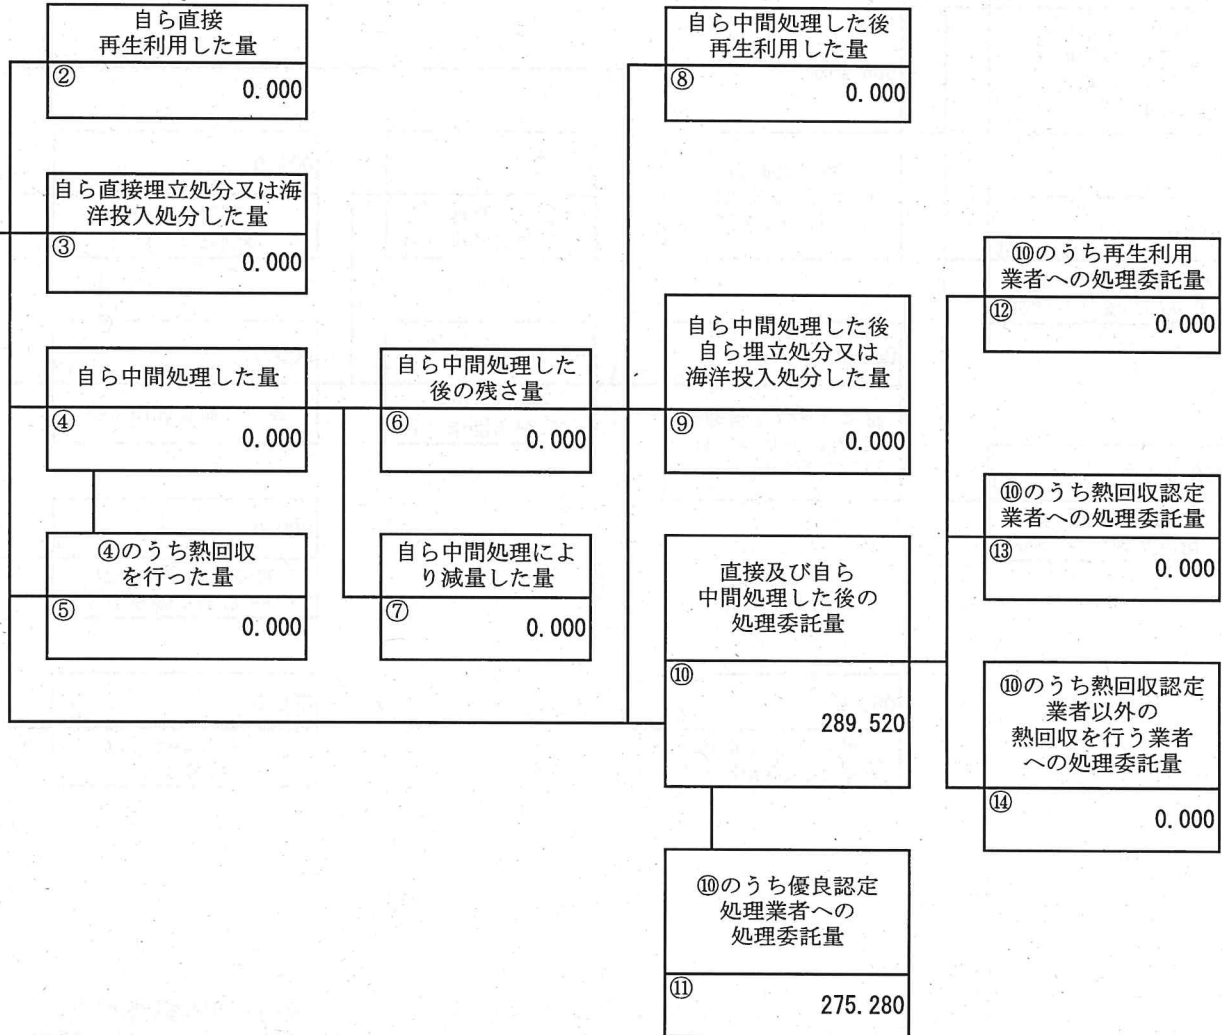 自ら直接
再生利用した量
②
0.000
自ら直接埋立処分又は海
洋投入処分した量
③
0.000
自ら中間処理した量
④
0.000
④のうち熱回収
を行った量
⑤
0.000
自ら中間処理した
後の残さ量
⑥
0.000
自ら中間処理によ
り減量した量
⑦
0.000
自ら中間処理した後
再生利用した量
⑧
0.000
自ら中間処理した後
自ら埋立処分又は
海洋投入処分した量
⑨
0.000
直接及び自ら
中間処理した後の
処理委託量
⑩
289.520
⑩のうち優良認定
処理業者への
処理委託量
⑪
275.280
⑩のうち再生利用
業者への処理委託量
⑫
0.000
⑩のうち熱回収認定
業者への処理委託量
⑬
0.000
⑩のうち熱回収認定
業者以外の
熱回収を行う業者
への処理委託量
⑭
0.000